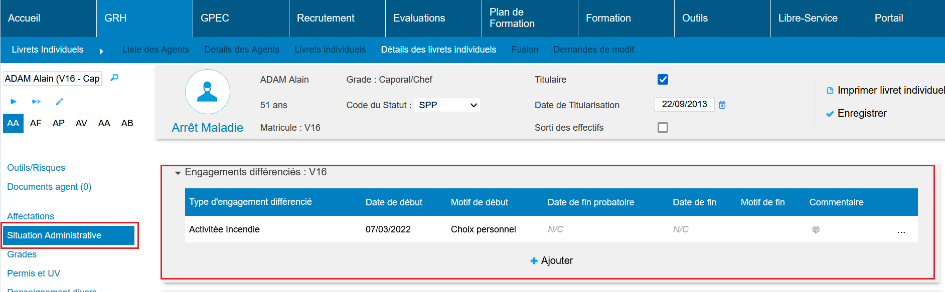 Accueil GRH GPEC Recrutement Evaluations Plan de Formation Formation Outils Libre-Service Portail
Livrets Individuels Liste des Agents Détails des Agents Livrets individuels Détails des livrets individuels Fusion Demandes de modif.
ADAM Alain (V16 - Cap
AA AF AP AV AA AB
Outils/Risques
Documents agent (0)
Affectations
Situation Administrative
Grades
Permis et UV
Renseignement divers
Arrêt Maladie
ADAM Alain Grade : Caporal/Chef Titulaire
51 ans Code du Statut : SPP Date de Titularisation 22/09/2013
Matricule : V16 Sorti des effectifs
Imprimer livret individuel
Enregistrer
Engagements différenciés : V16
Type d'engagement différencié Date de début Motif de début Date de fin probatoire Date de fin Motif de fin Commentaire
Activitée Incendie 07/03/2022 Choix personnel N/C N/C ...
Ajouter